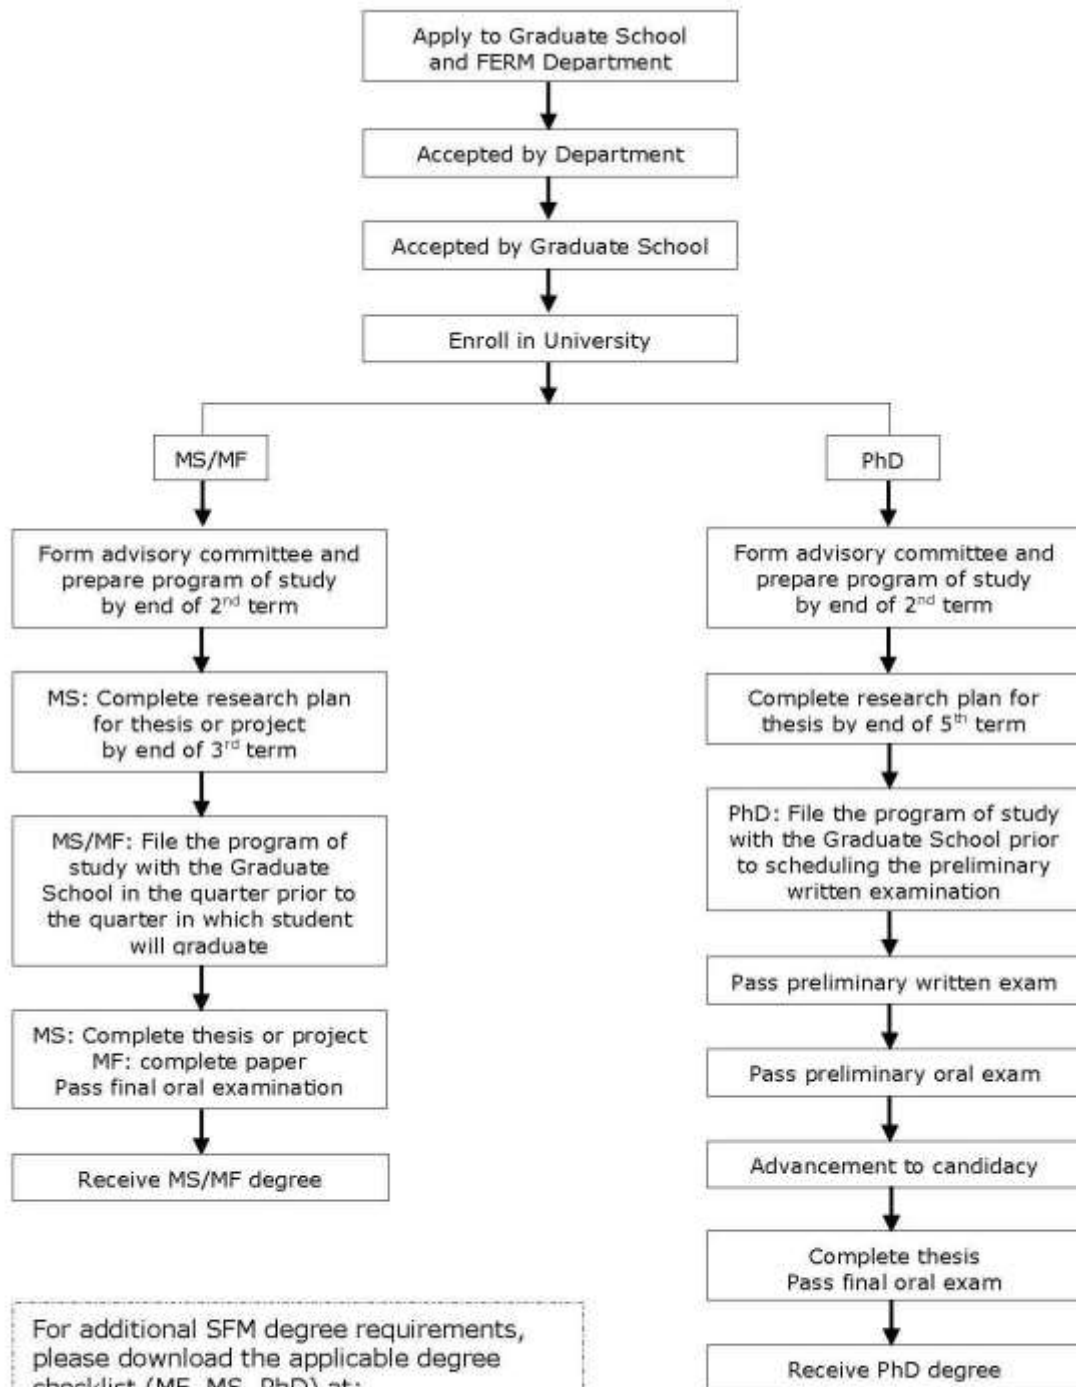 Apply to Graduate School
and FERM Department
Accepted by Department
Accepted by Graduate School
Enroll in University
MS/MF
Form advisory committee and
prepare program of study
by end of 2nd term
MS: Complete research plan
for thesis or project
by end of 3rd term
MS/MF: File the program of
study with the Graduate
School in the quarter prior to
the quarter in which student
will graduate
MS: Complete thesis or project
MF: complete paper
Pass final oral examination
Receive MS/MF degree
PhD
Form advisory committee and
prepare program of study
by end of 2nd term
Complete research plan for
thesis by end of 5th term
PhD: File the program of study
with the Graduate School prior
to scheduling the preliminary
written examination
Pass preliminary written exam
Pass preliminary oral exam
Advancement to candidacy
Complete thesis
Pass final oral exam
Receive PhD degree
For additional SFM degree requirements,
please download the applicable degree
checklist (MF, MS, PhD) at: